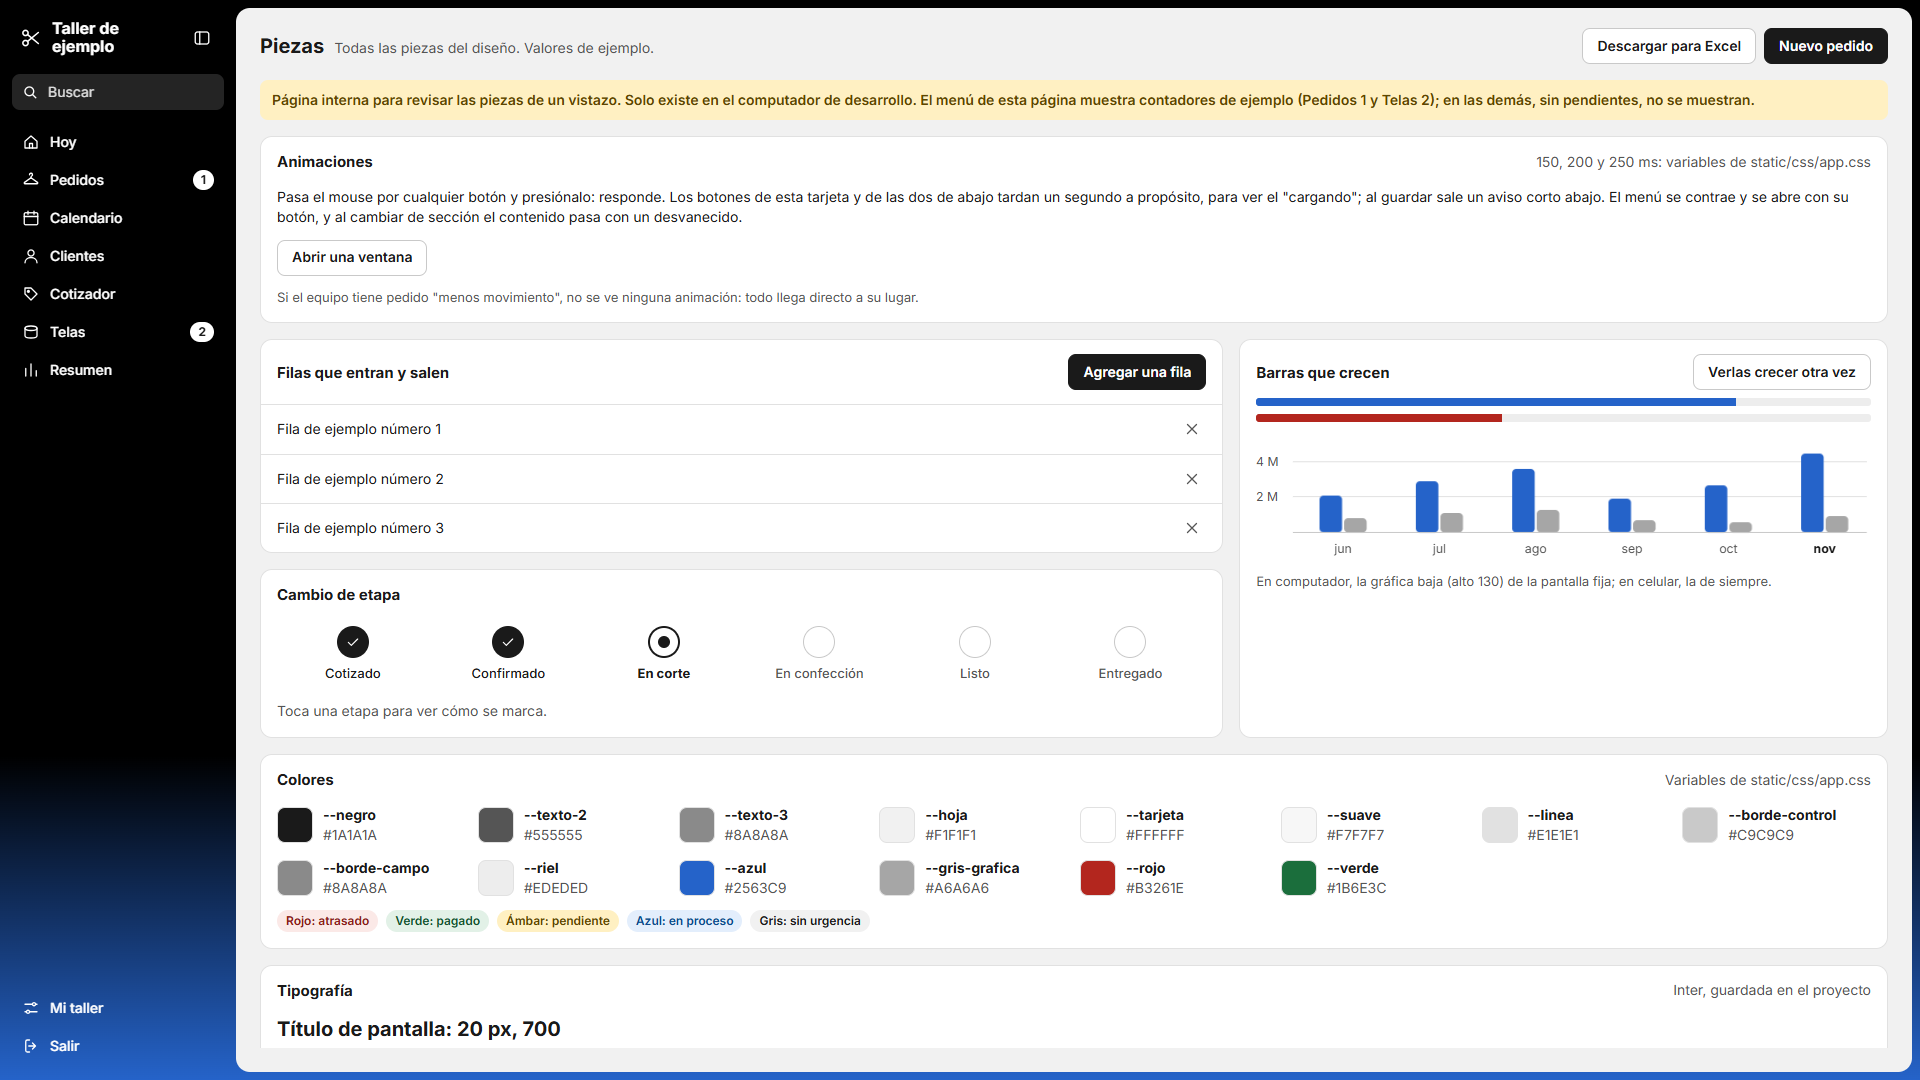 Taller de
ejemplo
Buscar
Hoy
Pedidos 1
Calendario
Clientes
Cotizador
Telas 2
Resumen
Mi taller
Salir
Piezas Todas las piezas del diseño. Valores de ejemplo.
Descargar para Excel
Nuevo pedido
Página interna para revisar las piezas de un vistazo. Solo existe en el computador de desarrollo. El menú de esta página muestra contadores de ejemplo (Pedidos 1 y Telas 2); en las demás, sin pendientes, no se muestran.
Animaciones
150, 200 y 250 ms: variables de static/css/app.css
Pasa el mouse por cualquier botón y presiónalo: responde. Los botones de esta tarjeta y de las dos de abajo tardan un segundo a propósito, para ver el "cargando"; al guardar sale un aviso corto abajo. El menú se contrae y se abre con su
botón, y al cambiar de sección el contenido pasa con un desvanecido.
Abrir una ventana
Si el equipo tiene pedido "menos movimiento", no se ve ninguna animación: todo llega directo a su lugar.
Filas que entran y salen
Agregar una fila
Fila de ejemplo número 1
Fila de ejemplo número 2
Fila de ejemplo número 3
Barras que crecen
Verlas crecer otra vez
4 M
2 M
jun jul ago sep oct nov
En computador, la gráfica baja (alto 130) de la pantalla fija; en celular, la de siempre.
Cambio de etapa
Cotizado Confirmado En corte En confección Listo Entregado
Toca una etapa para ver cómo se marca.
Colores
Variables de static/css/app.css
--negro --texto-2 --texto-3 --hoja --tarjeta --suave --linea --borde-control
#1A1A1A #555555 #8A8A8A #F1F1F1 #FFFFFF #F7F7F7 #E1E1E1 #C9C9C9
--borde-campo --riel --azul --gris-grafica --rojo --verde
#8A8A8A #EDEDED #2563C9 #A6A6A6 #B3261E #1B6E3C
Rojo: atrasado Verde: pagado Ámbar: pendiente Azul: en proceso Gris: sin urgencia
Tipografía
Inter, guardada en el proyecto
Título de pantalla: 20 px, 700